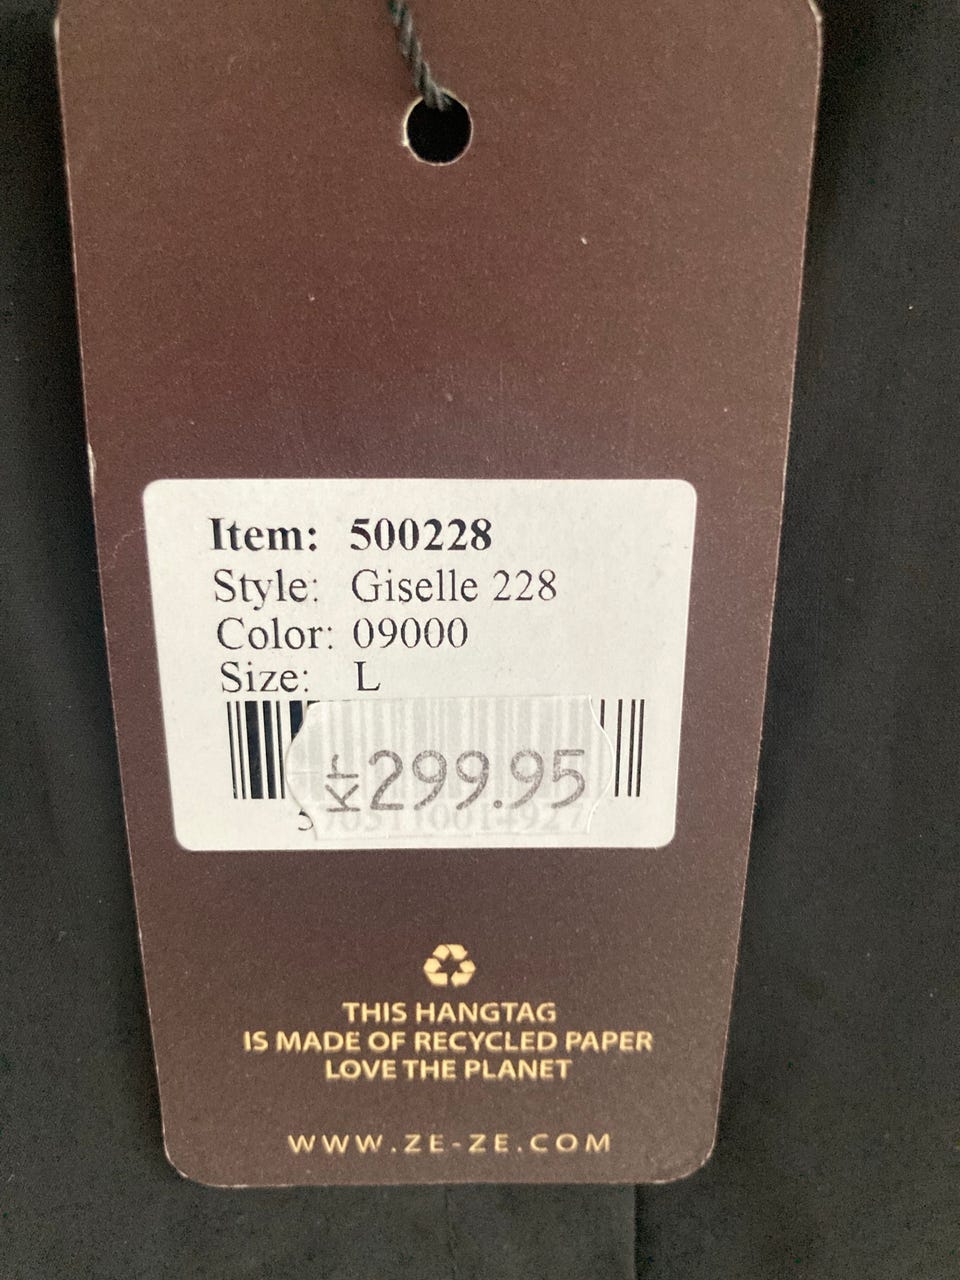 Item: 500228
Style: Giselle 228
Color: 09000
Size: L
kr 299.95
THIS HANGTAG
IS MADE OF RECYCLED PAPER
LOVE THE PLANET
WWW.ZE-ZE.COM